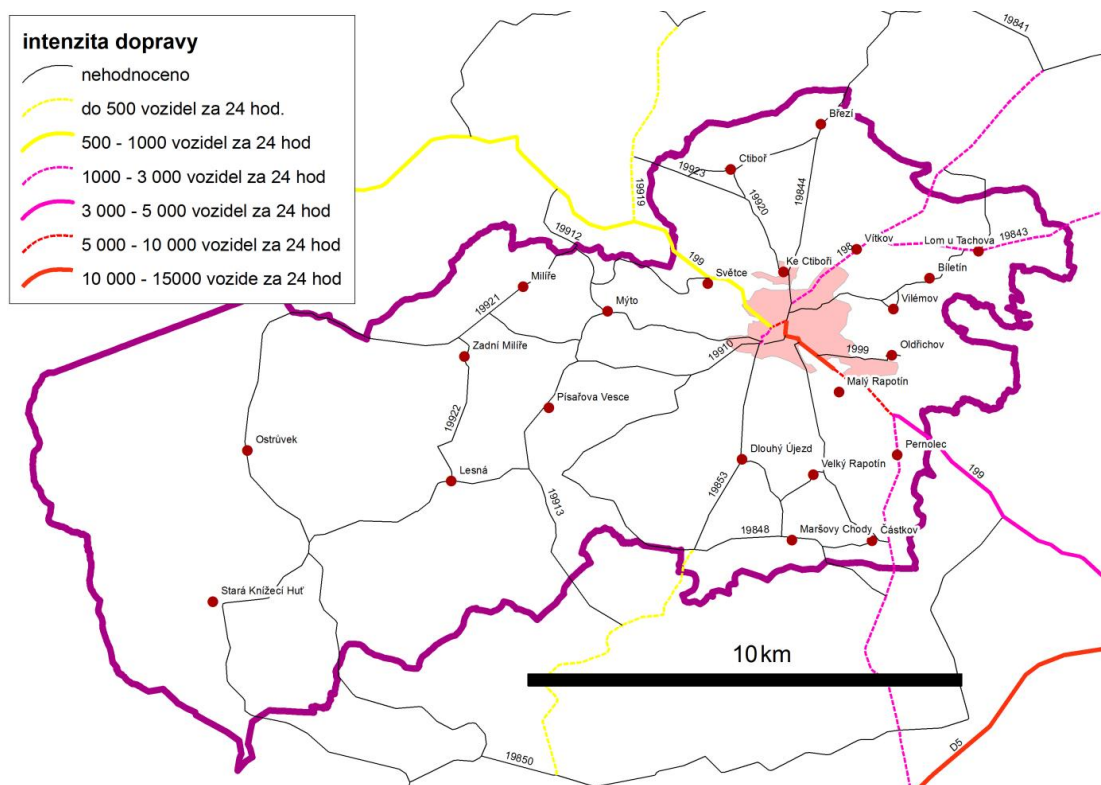 intenzita dopravy
nehodnoceno
do 500 vozidel za 24 hod.
500 - 1000 vozidel za 24 hod
1000 - 3 000 vozidel za 24 hod
3 000 - 5 000 vozidel za 24 hod
5 000 - 10 000 vozidel za 24 hod
10 000 - 15000 vozide za 24 hod
19841
Březí
Ctiboř
19923
19919
19920
19844
19912
199
198
Vítkov
Lom u Tachova
19843
Ke Ctiboři
Světce
Biletín
Milíře
Mýto
Vilémov
19921
Zadní Milíře
19910
1999
Oldřichov
Malý Rapotín
Písařova Vesce
19922
Ostrůvek
Lesná
Dlouhý Újezd
Velký Rapotín
Pernolec
199
19853
19913
19848
Maršovy Chody
Částkov
Stará Knížecí Huť
10 km
D5
19850